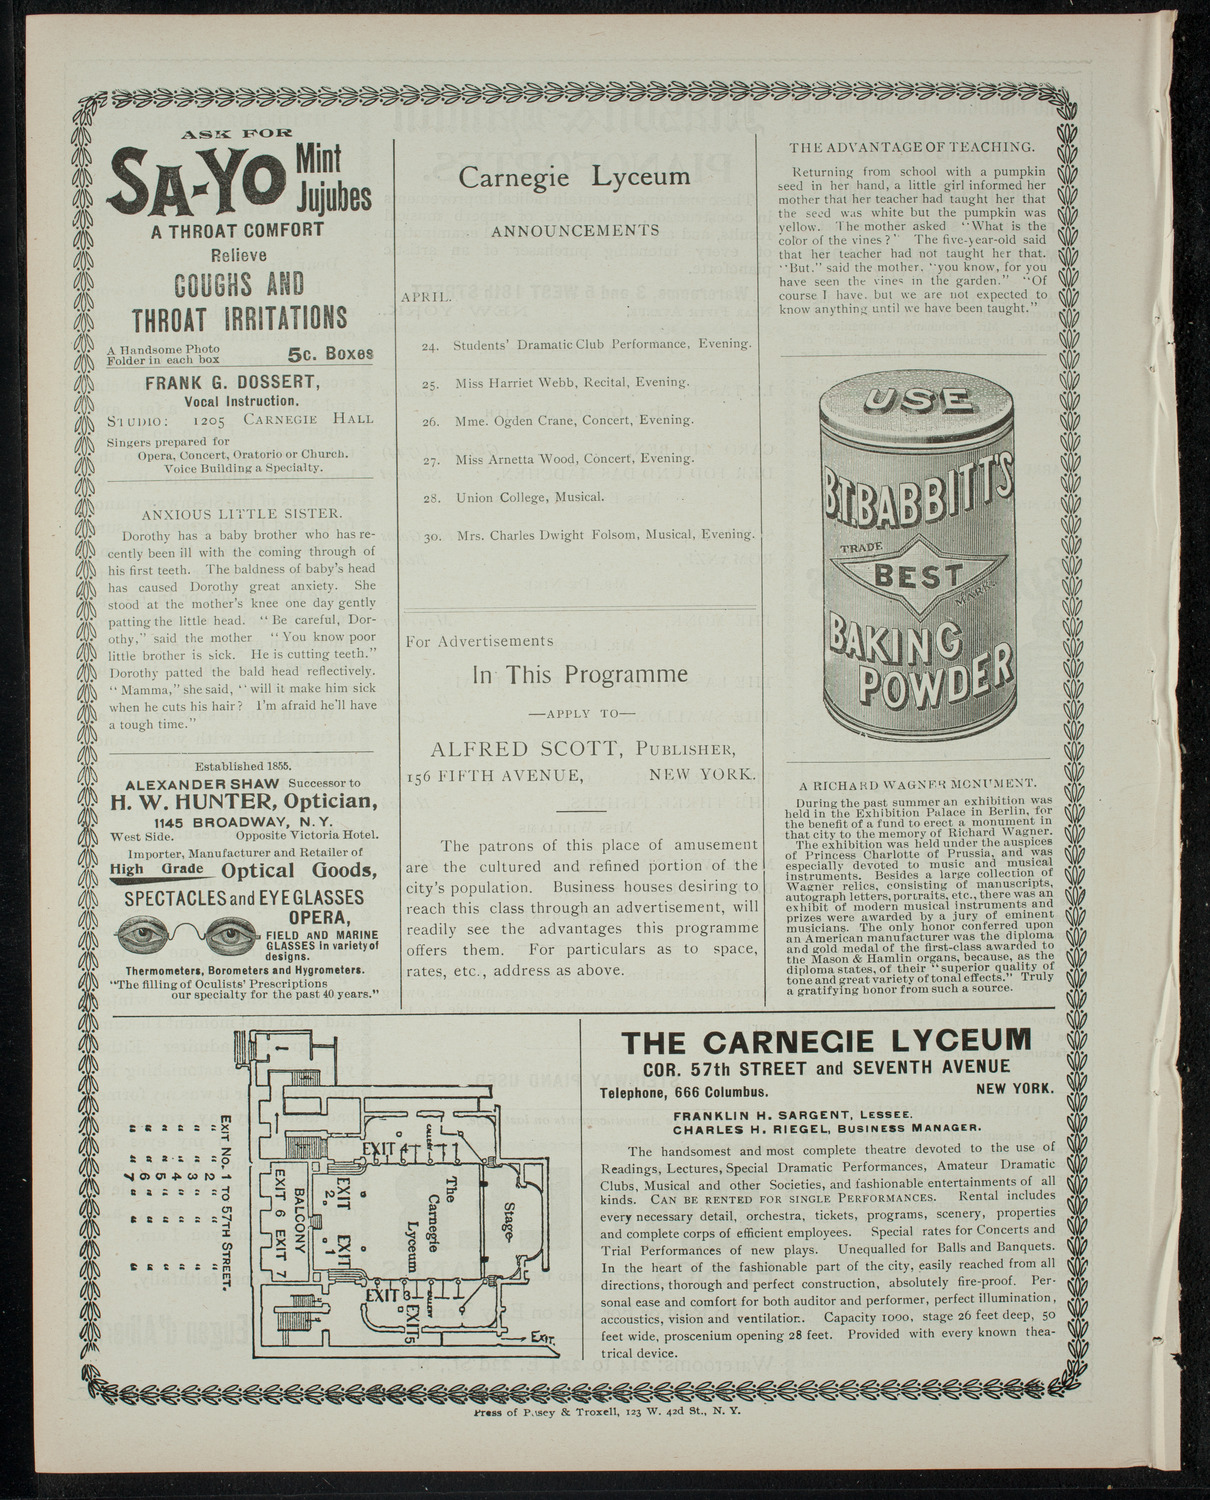 ASK FOR
SA-YO Mint Jujubes
A THROAT COMFORT
Relieve
COUGHS AND
THROAT IRRITATIONS
A Handsome Photo
Folder in each box
5c. Boxes
FRANK G. DOSSERT,
Vocal Instruction.
STUDIO: 1205 CARNEGIE HALL
Singers prepared for
Opera, Concert, Oratorio or Church.
Voice Building a Specialty.
ANXIOUS LITTLE SISTER.
Dorothy has a baby brother who has re-
cently been ill with the coming through of
his first teeth. The baldness of baby's head
has caused Dorothy great anxiety. She
stood at the mother's knee one day gently
patting the little head. "Be careful, Dor-
othy," said the mother "You know poor
little brother is sick. He is cutting teeth."
Dorothy patted the bald head reflectively.
"Mamma," she said, "will it make him sick
when he cuts his hair? I'm afraid he'll have
a tough time."
Established 1855.
ALEXANDER SHAW Successor to
H. W. HUNTER, Optician,
1145 BROADWAY, N. Y.
West Side. Opposite Victoria Hotel.
Importer, Manufacturer and Retailer of
High Grade Optical Goods,
SPECTACLES and EYEGLASSES
OPERA,
FIELD AND MARINE
GLASSES in variety of
designs.
Thermometers, Borometers and Hygrometers.
"The filling of Oculists' Prescriptions
our specialty for the past 40 years."
Carnegie Lyceum
ANNOUNCEMENTS
APRIL.
24. Students' Dramatic Club Performance, Evening.
25. Miss Harriet Webb, Recital, Evening.
26. Mme. Ogden Crane, Concert, Evening.
27. Miss Arnetta Wood, Concert, Evening.
28. Union College, Musical.
30. Mrs. Charles Dwight Folsom, Musical, Evening.
For Advertisements
In This Programme
—APPLY TO—
ALFRED SCOTT, PUBLISHER,
156 FIFTH AVENUE, NEW YORK.
The patrons of this place of amusement
are the cultured and refined portion of the
city's population. Business houses desiring to
reach this class through an advertisement, will
readily see the advantages this programme
offers them. For particulars as to space,
rates, etc., address as above.
THE ADVANTAGE OF TEACHING.
Returning from school with a pumpkin
seed in her hand, a little girl informed her
mother that her teacher had taught her that
the seed was white but the pumpkin was
yellow. The mother asked "What is the
color of the vines?" The five-year-old said
that her teacher had not taught her that.
"But." said the mother. "you know, for you
have seen the vines in the garden." "Of
course I have. but we are not expected to
know anything until we have been taught."
USE
B.T. BABBITT'S
TRADE
BEST
MARK
BAKING
POWDER
A RICHARD WAGNER MONUMENT.
During the past summer an exhibition was
held in the Exhibition Palace in Berlin, for
the benefit of a fund to erect a monument in
that city to the memory of Richard Wagner.
The exhibition was held under the auspices
of Princess Charlotte of Prussia, and was
especially devoted to music and musical
instruments. Besides a large collection of
Wagner relics, consisting of manuscripts,
autograph letters, portraits, etc., there was an
exhibit of modern musical instruments and
prizes were awarded by a jury of eminent
musicians. The only honor conferred upon
an American manufacturer was the diploma
and gold medal of the first-class awarded to
the Mason & Hamlin organs, because, as the
diploma states, of their "superior quality of
tone and great variety of tonal effects." Truly
a gratifying honor from such a source.
EXIT No. 1 TO 57TH STREET.
" " 2 " " "
" " 3 " " "
" " 4 " " "
" " 5 " " "
" " 6 " " "
" " 7 " " "
EXIT 6 EXIT 7
BALCONY
EXIT 2
EXIT 1
EXIT 4
GALLERY
The
Carnegie
Lyceum
Stage
EXIT 3
GALLERY
EXIT 5
EXIT.
THE CARNEGIE LYCEUM
COR. 57th STREET and SEVENTH AVENUE
Telephone, 666 Columbus. NEW YORK.
FRANKLIN H. SARGENT, LESSEE.
CHARLES H. RIEGEL, BUSINESS MANAGER.
The handsomest and most complete theatre devoted to the use of
Readings, Lectures, Special Dramatic Performances, Amateur Dramatic
Clubs, Musical and other Societies, and fashionable entertainments of all
kinds. CAN BE RENTED FOR SINGLE PERFORMANCES. Rental includes
every necessary detail, orchestra, tickets, programs, scenery, properties
and complete corps of efficient employees. Special rates for Concerts and
Trial Performances of new plays. Unequalled for Balls and Banquets.
In the heart of the fashionable part of the city, easily reached from all
directions, thorough and perfect construction, absolutely fire-proof. Per-
sonal ease and comfort for both auditor and performer, perfect illumination,
accoustics, vision and ventilation. Capacity 1000, stage 26 feet deep, 50
feet wide, proscenium opening 28 feet. Provided with every known thea-
trical device.
Press of Pusey & Troxell, 123 W. 42d St., N. Y.